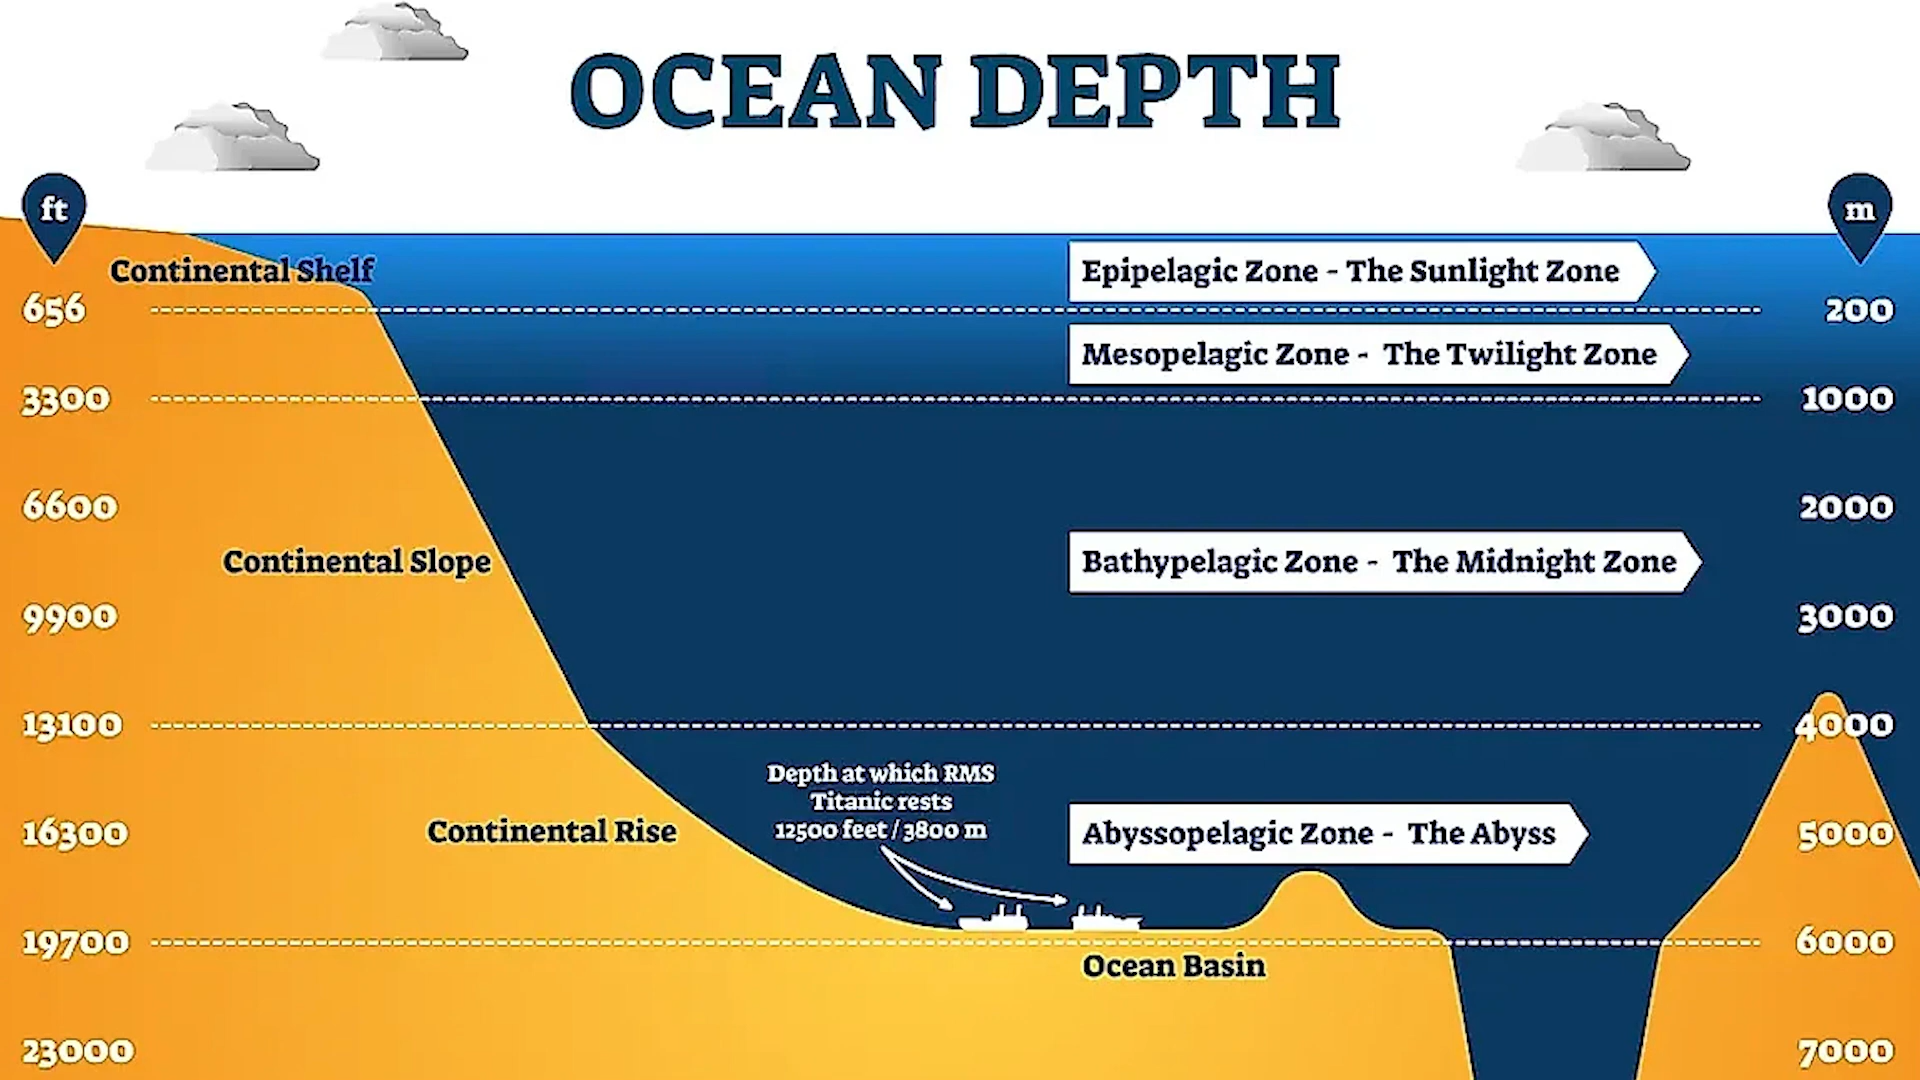 OCEAN DEPTH
ft
m
Continental Shelf
Epipelagic Zone - The Sunlight Zone
656
200
Mesopelagic Zone - The Twilight Zone
3300
1000
6600
2000
Continental Slope
Bathypelagic Zone - The Midnight Zone
9900
3000
13100
4000
Depth at which RMS
Titanic rests
12500 feet / 3800 m
16300
Continental Rise
Abyssopelagic Zone - The Abyss
5000
19700
6000
Ocean Basin
23000
7000